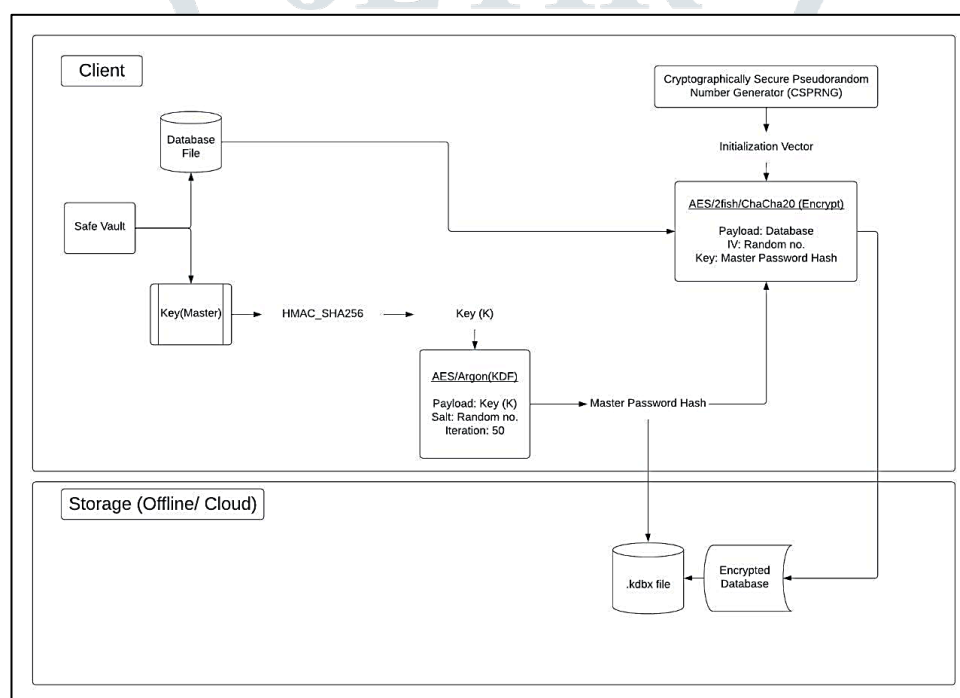 Client
Cryptographically Secure Pseudorandom
Number Generator (CSPRNG)
Database
File
Initialization Vector
AES/2fish/ChaCha20 (Encrypt)
Payload: Database
IV: Random no.
Key: Master Password Hash
Safe Vault
Key(Master)
HMAC_SHA256
Key (K)
AES/Argon(KDF)
Payload: Key (K)
Salt: Random no.
Iteration: 50
Master Password Hash
Storage (Offline/ Cloud)
.kdbx file
Encrypted
Database